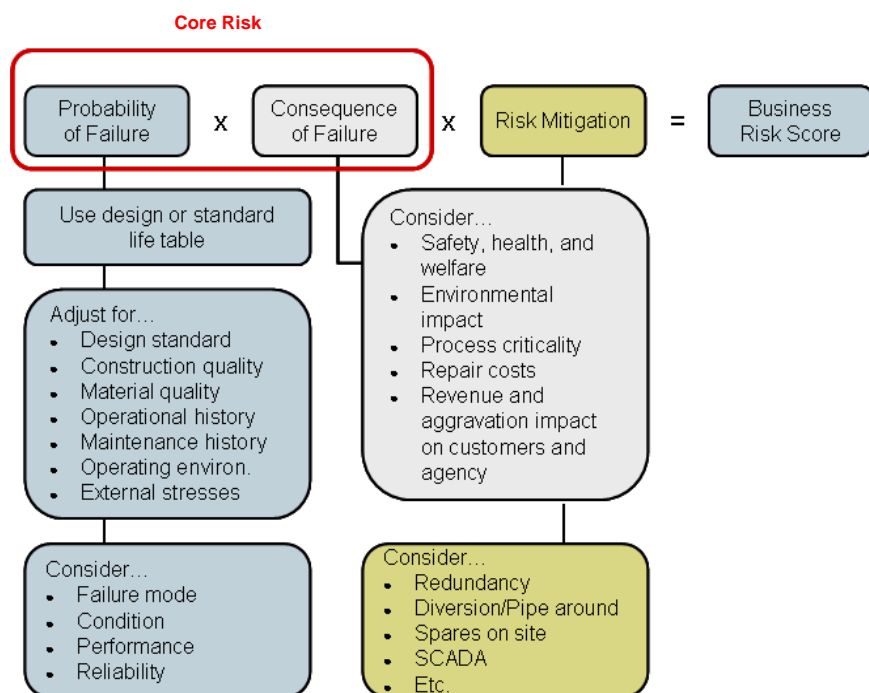 Core Risk
Probability
of Failure
x
Consequence
of Failure
x
Risk Mitigation
=
Business
Risk Score
Use design or standard
life table
Adjust for...
• Design standard
• Construction quality
• Material quality
• Operational history
• Maintenance history
• Operating environ.
• External stresses
Consider...
• Failure mode
• Condition
• Performance
• Reliability
Consider...
• Safety, health, and
welfare
• Environmental
impact
• Process criticality
• Repair costs
• Revenue and
aggravation impact
on customers and
agency
Consider...
• Redundancy
• Diversion/Pipe around
• Spares on site
• SCADA
• Etc.